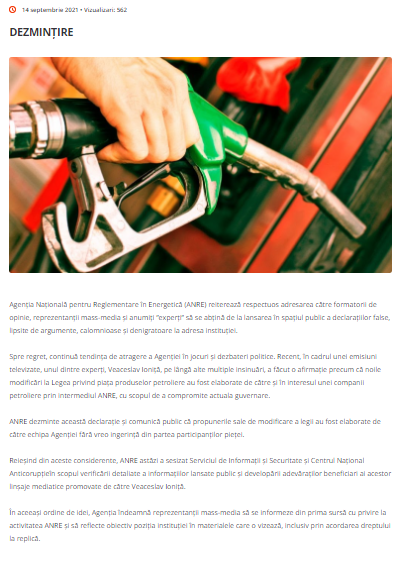 14 septembrie 2021 • Vizualizari: 562
DEZMINȚIRE
Agenția Națională pentru Reglementare în Energetică (ANRE) reiterează respectuos adresarea către formatorii de
opinie, reprezentanții mass-media și anumiți "experți" să se abțină de la lansarea în spațiul public a declarațiilor false,
lipsite de argumente, calomnioase și denigratoare la adresa instituției.
Spre regret, continuă tendința de atragere a Agenției în jocuri și dezbateri politice. Recent, în cadrul unei emisiuni
televizate, unul dintre experți, Veaceslav Ioniță, pe lângă alte multiple insinuări, a făcut o afirmație precum că noile
modificări la Legea privind piața produselor petroliere au fost elaborate de către și în interesul unei companii
petroliere prin intermediul ANRE, cu scopul de a compromite actuala guvernare.
ANRE dezminte această declarație și comunică public că propunerile sale de modificare a legii au fost elaborate de
către echipa Agenției fără vreo ingerință din partea participanților pieței.
Reieșind din aceste considerente, ANRE astăzi a sesizat Serviciul de Informații și Securitate și Centrul Național
Anticorupțieîn scopul verificării detaliate a informațiilor lansate public și developării adevăraților beneficiari ai acestor
linșaje mediatice promovate de către Veaceslav Ioniță.
În aceeași ordine de idei, Agenția îndeamnă reprezentanții mass-media să se informeze din prima sursă cu privire la
activitatea ANRE și să reflecte obiectiv poziția instituției în materialele care o vizează, inclusiv prin acordarea dreptului
la replică.